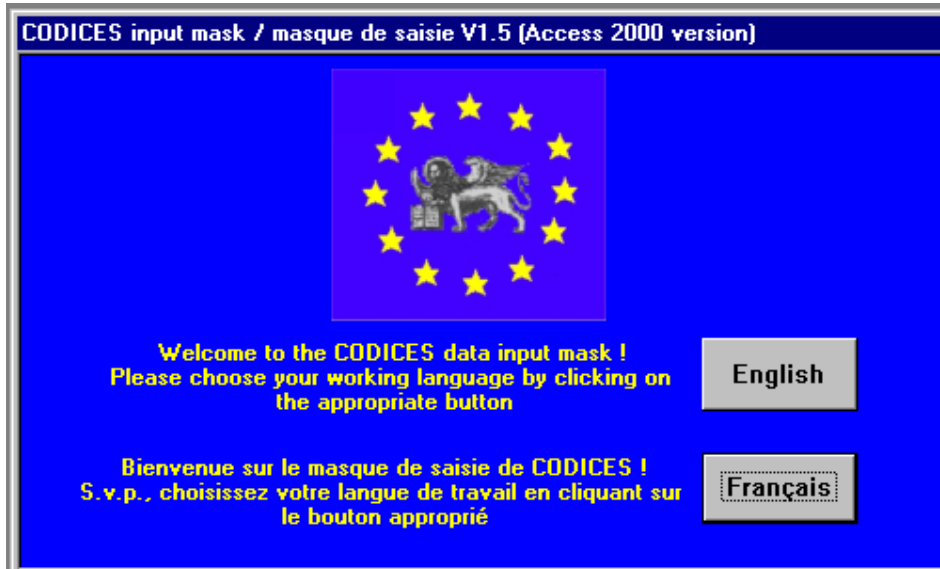 CODICES input mask / masque de saisie V1.5 (Access 2000 version)
Welcome to the CODICES data input mask !
Please choose your working language by clicking on
the appropriate button
English
Bienvenue sur le masque de saisie de CODICES !
S.v.p., choisissez votre langue de travail en cliquant sur
le bouton approprié
Français